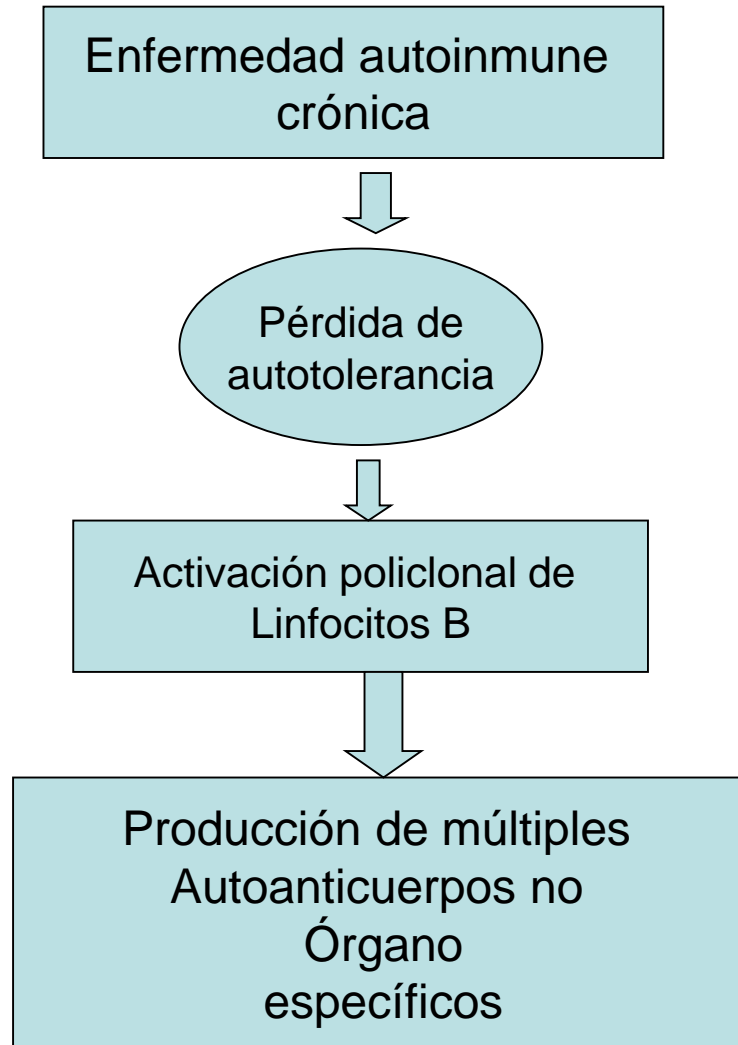 Enfermedad autoinmune
crónica
Pérdida de
autotolerancia
Activación policlonal de
Linfocitos B
Producción de múltiples
Autoanticuerpos no
Órgano
específicos